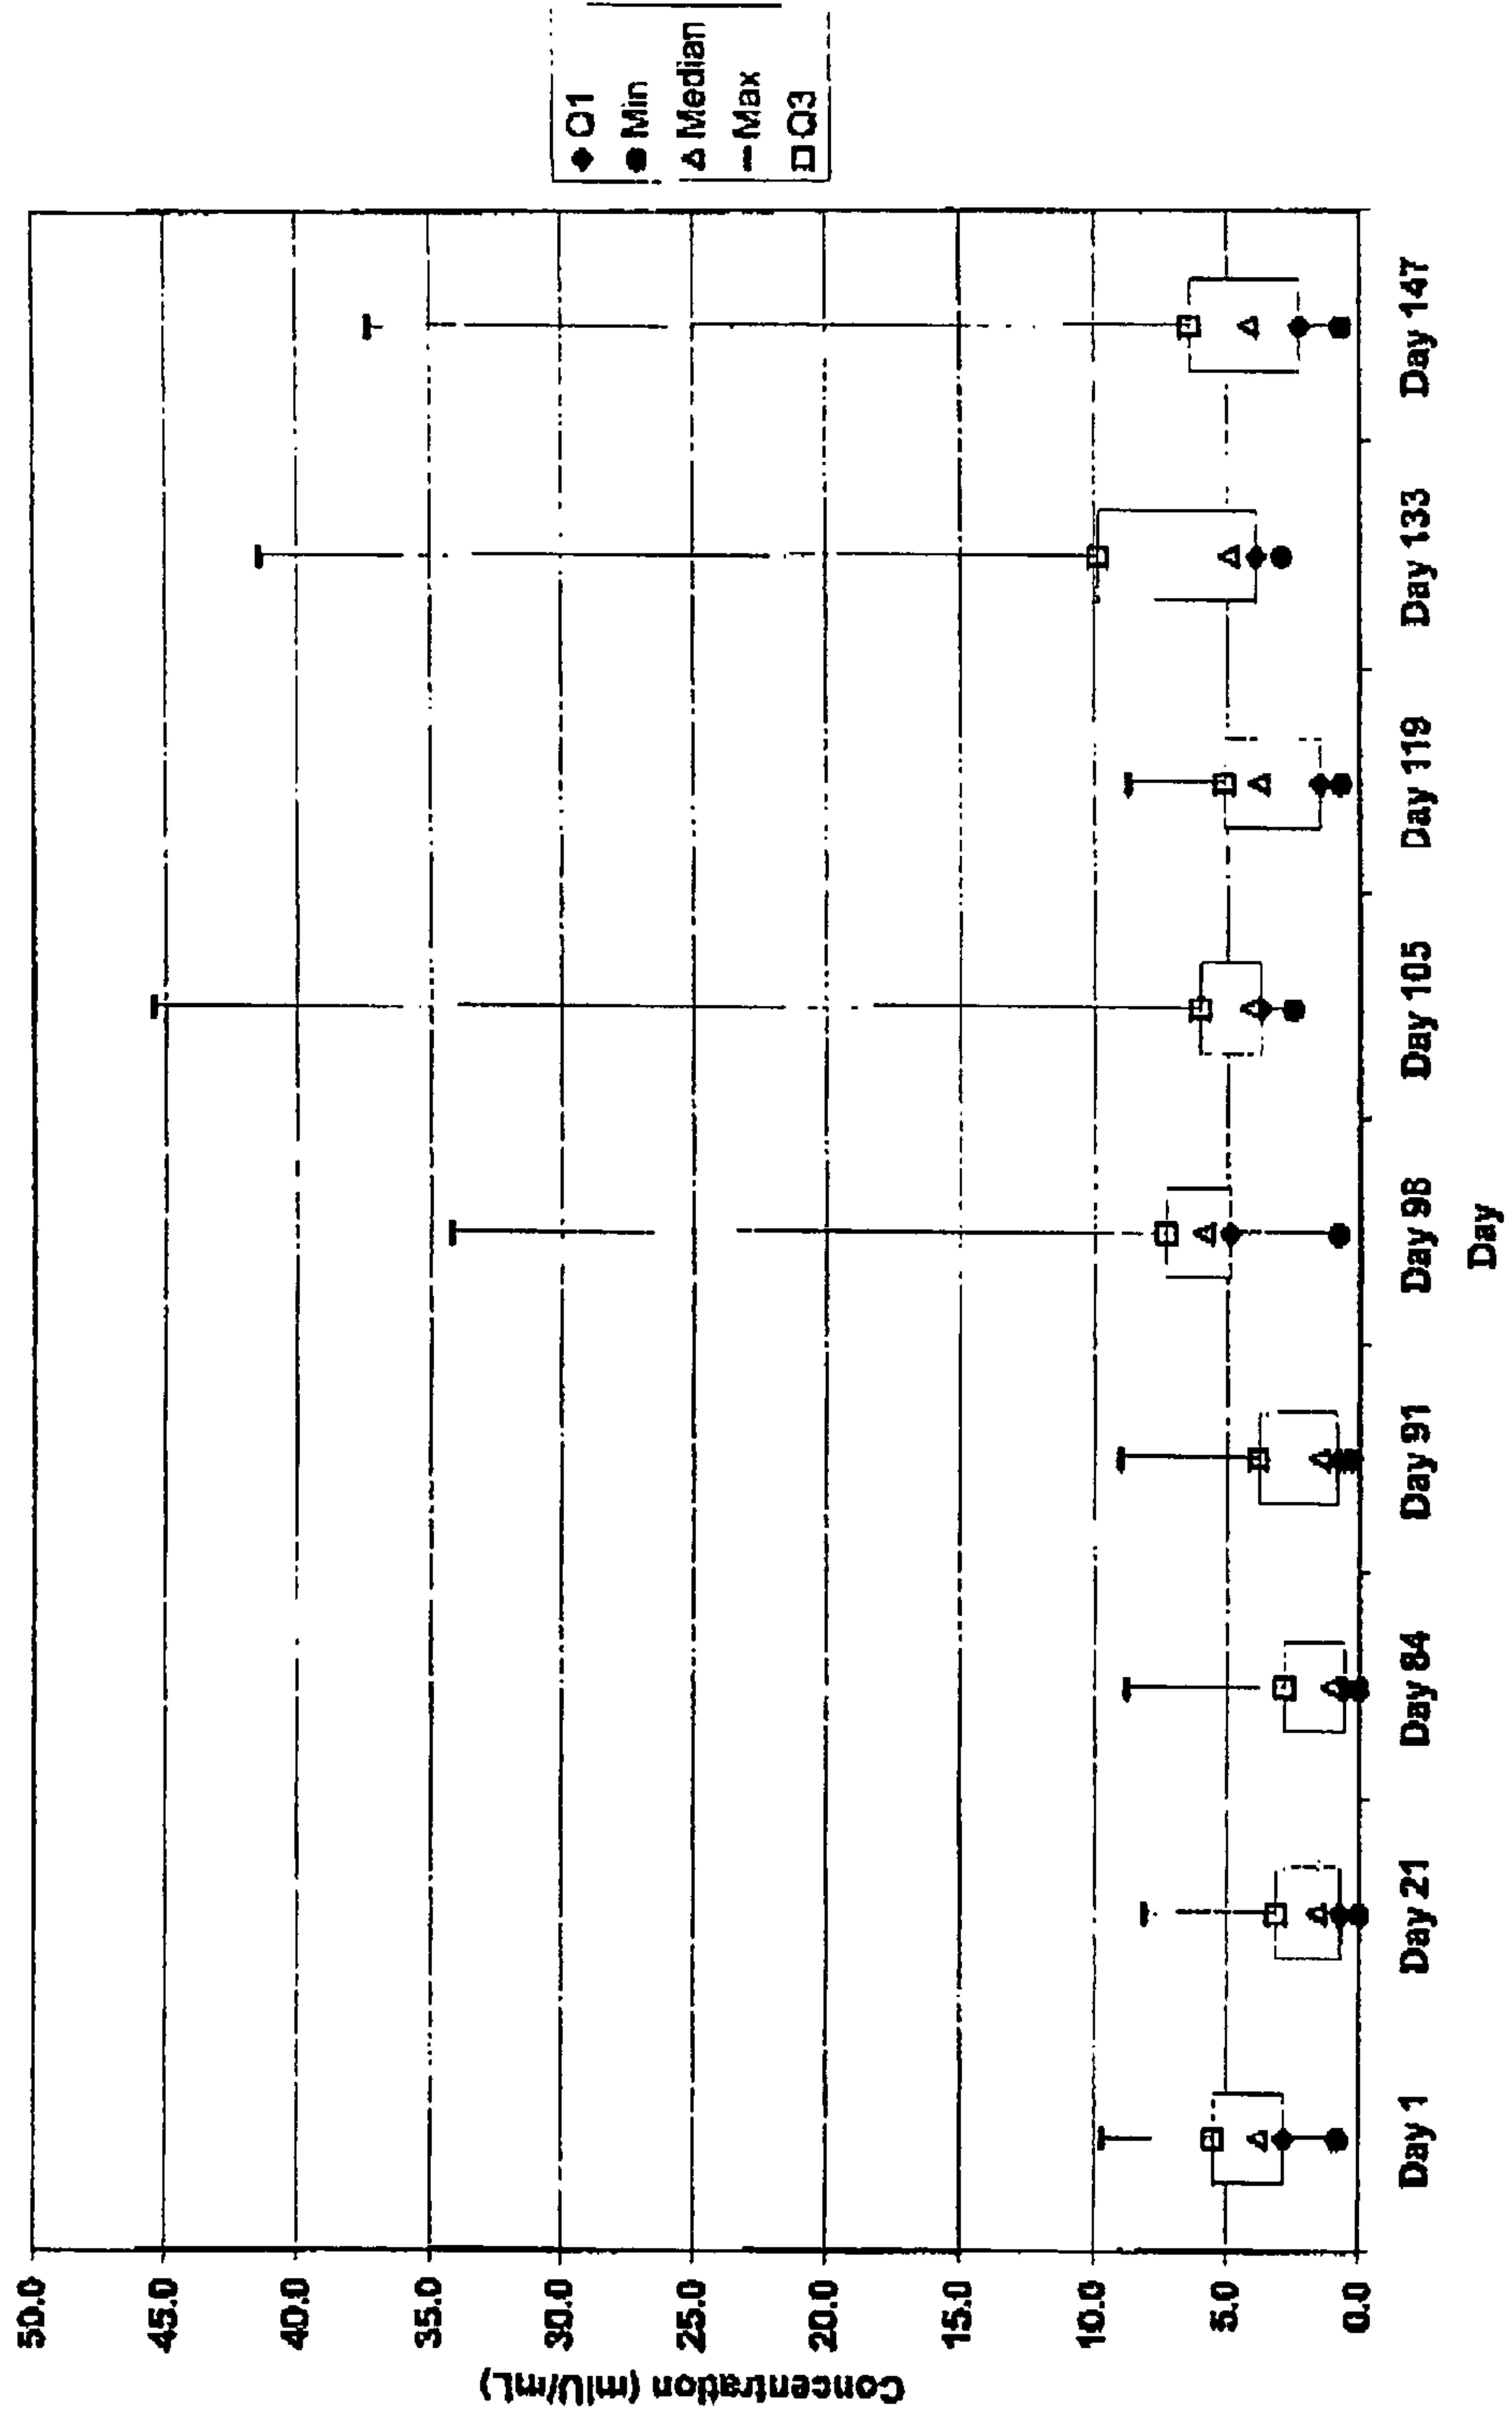 Concentration (mIU/mL)
50.0
45.0
40.0
35.0
30.0
25.0
20.0
15.0
10.0
5.0
0.0
Day 1
Day 21
Day 84
Day 91
Day 98
Day 105
Day 119
Day 133
Day 147
Day
Q1
Min
Median
Max
Q3